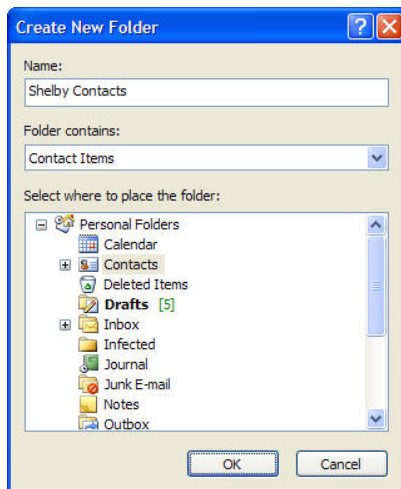 Create New Folder
Name:
Shelby Contacts
Folder contains:
Contact Items
Select where to place the folder:
Personal Folders
Calendar
Contacts
Deleted Items
Drafts [5]
Inbox
Infected
Journal
Junk E-mail
Notes
Outbox
OK Cancel